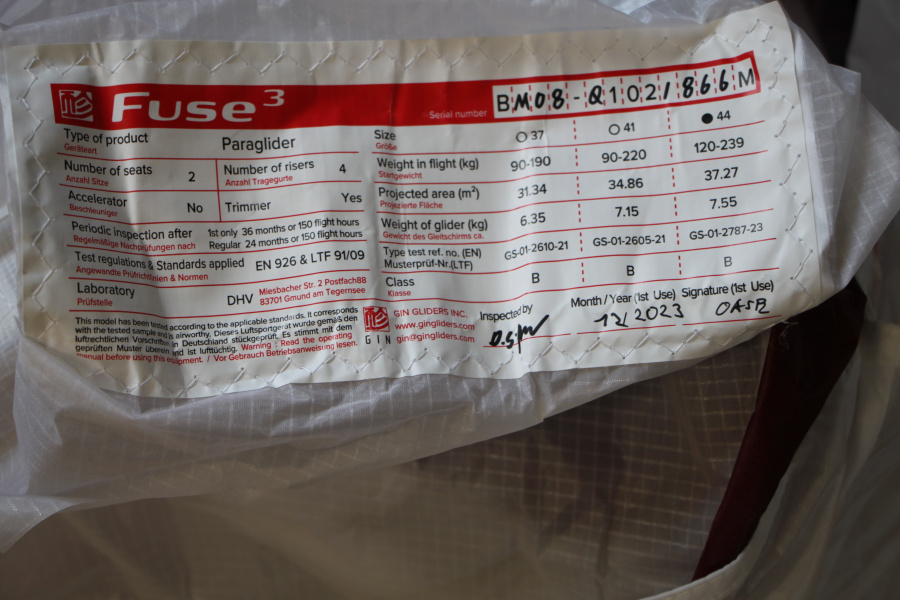 Fuse3 Serial number BM08-Q1021866M
Type of product Paraglider
Geräteart
Number of seats 2 Number of risers 4
Anzahl Sitze Anzahl Tragegurte
Accelerator No Trimmer Yes
Beschleuniger
Periodic inspection after 1st only 36 months or 150 flight hours
Regelmäßige Nachprüfungen nach Regular 24 months or 150 flight hours
Test regulations & Standards applied EN 926 & LTF 91/09
Angewandte Prüfrichtlinien & Normen
Laboratory DHV Miesbacher Str. 2 Postfach88
Prüfstelle 83701 Gmund am Tegernsee
This model has been tested according to the applicable standards. It corresponds
with the tested sample and is airworthy. Dieses Luftsportgerät wurde gemäß den
luftrechtlichen Vorschriften in Deutschland stückgeprüft. Es stimmt mit dem
geprüften Muster überein und ist lufttüchtig. Warning : Read the operating
manual before using this equipment. / Vor Gebrauch Betriebsanweisung lesen.
Size 37 41 44
Größe
Weight in flight (kg) 90-190 90-220 120-239
Startgewicht
Projected area (m²) 31.34 34.86 37.27
Projezierte Fläche
Weight of glider (kg) 6.35 7.15 7.55
Gewicht des Gleitschirms ca.
Type test ref. no. (EN) GS-01-2610-21 GS-01-2605-21 GS-01-2787-23
Musterprüf-Nr.(LTF)
Class B B B
Klasse
GIN
GIN GLIDERS INC.
www.gingliders.com
gin@gingliders.com
Inspected by Month / Year (1st Use) Signature (1st Use)
12/2023